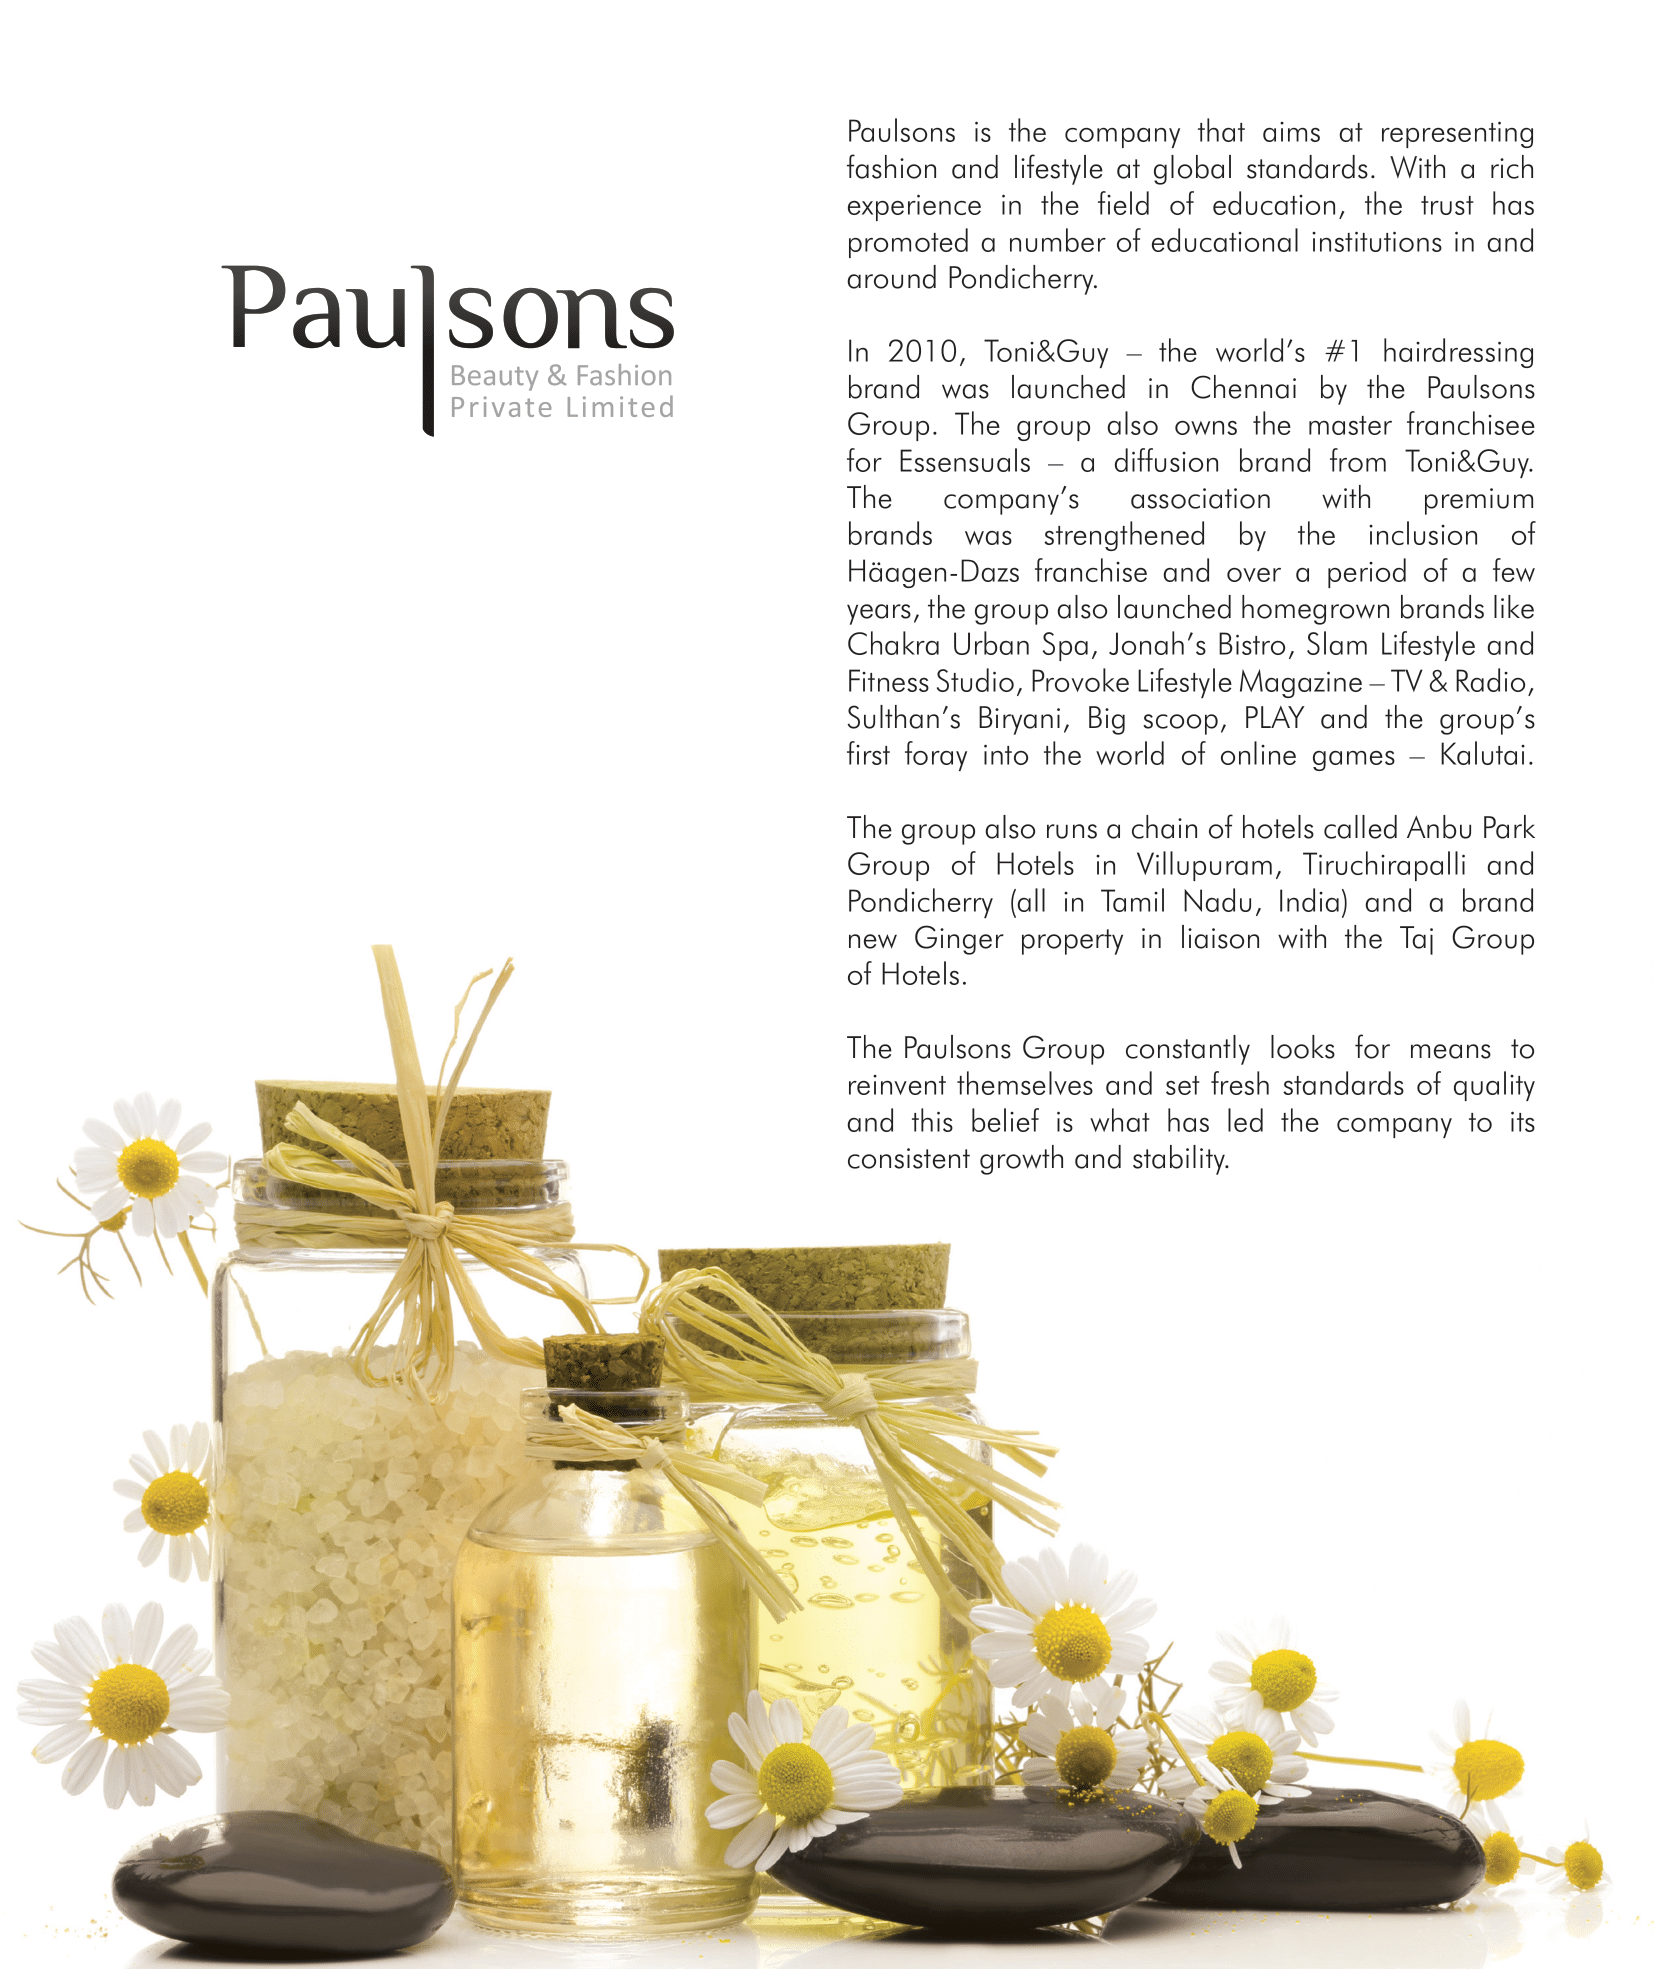 Paulsons
Beauty & Fashion
Private Limited
Paulsons is the company that aims at representing
fashion and lifestyle at global standards. With a rich
experience in the field of education, the trust has
promoted a number of educational institutions in and
around Pondicherry.
In 2010, Toni&Guy – the world's #1 hairdressing
brand was launched in Chennai by the Paulsons
Group. The group also owns the master franchisee
for Essensuals – a diffusion brand from Toni&Guy.
The company's association with premium
brands was strengthened by the inclusion of
Häagen-Dazs franchise and over a period of a few
years, the group also launched homegrown brands like
Chakra Urban Spa, Jonah's Bistro, Slam Lifestyle and
Fitness Studio, Provoke Lifestyle Magazine – TV & Radio,
Sulthan's Biryani, Big scoop, PLAY and the group's
first foray into the world of online games – Kalutai.
The group also runs a chain of hotels called Anbu Park
Group of Hotels in Villupuram, Tiruchirapalli and
Pondicherry (all in Tamil Nadu, India) and a brand
new Ginger property in liaison with the Taj Group
of Hotels.
The Paulsons Group constantly looks for means to
reinvent themselves and set fresh standards of quality
and this belief is what has led the company to its
consistent growth and stability.